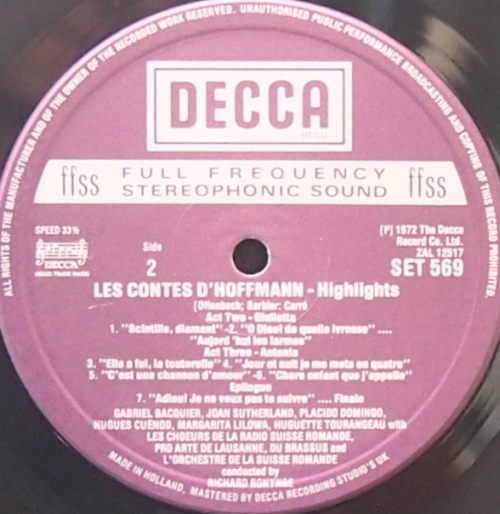 ALL RIGHTS OF THE MANUFACTURER AND OF THE OWNER OF THE RECORDED WORK RESERVED. UNAUTHORISED PUBLIC PERFORMANCE BROADCASTING AND COPYING OF THIS RECORD PROHIBITED.
DECCA
REGD
ffss FULL FREQUENCY STEREOPHONIC SOUND ffss
SPEED 33⅓
DECCA
Side
2
[P] 1972 The Decca
Record Co. Ltd.
ZAL 12517
SET 569
LES CONTES D'HOFFMANN - Highlights
[Offenbach; Barbier: Carré
Act Two - Giulietta
1. "Scintille, diamant" -2. "O Dieu! de quelle ivresse" ....
"Aujord 'hui les larmes"
Act Three - Antonia
3. "Elle a fui, la touterelle" 4. "Jour et nuit je me mets en quatre"
5. "C'est une chanson d'amour" -6. "Chere enfant que j'appelle"
Epilogue
7. "Adieu! Je ne veux pas te suivre" .... Finale
GABRIEL BACQUIER, JOAN SUTHERLAND, PLACIDO DOMINGO,
HUGUES CUENOD, MARGARITA LILOWA, HUGUETTE TOURANGEAU with
LES CHOEURS DE LA RADIO SUISSE ROMANDE,
PRO ARTE DE LAUSANNE, DU BRASSUS and
L'ORCHESTRE DE LA SUISSE ROMANDE
conducted by
RICHARD BONYNGE
MADE IN HOLLAND, MASTERED BY DECCA RECORDING STUDIO'S UK